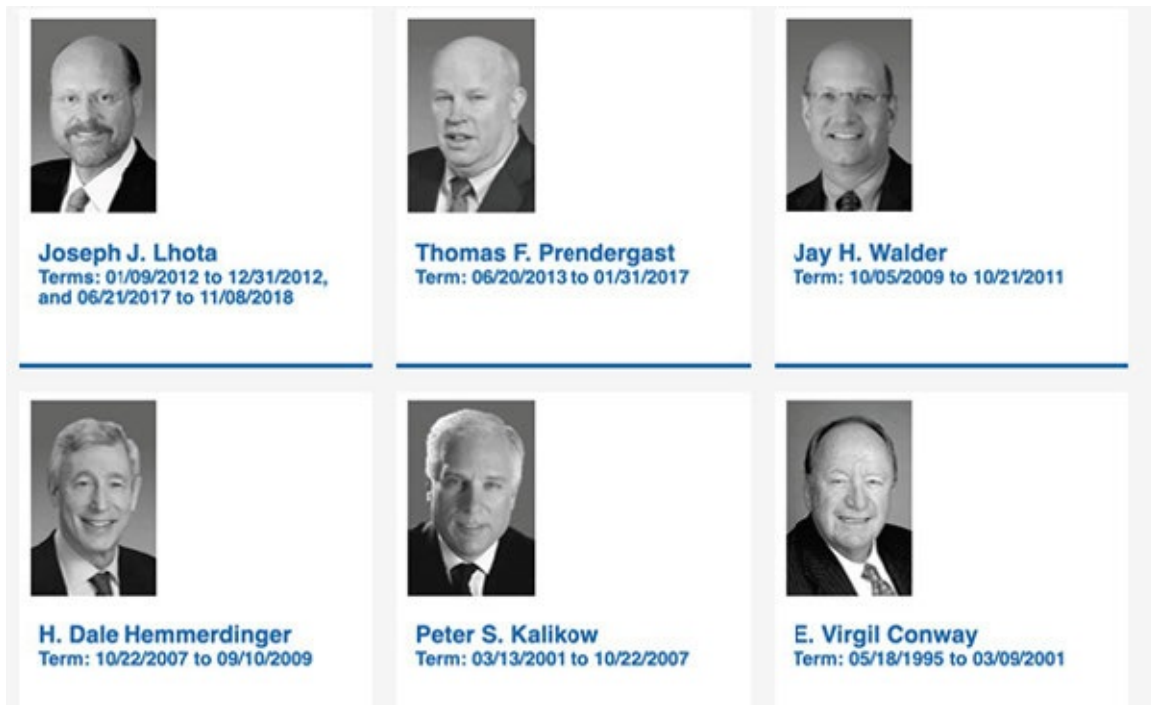 Joseph J. Lhota
Terms: 01/09/2012 to 12/31/2012,
and 06/21/2017 to 11/08/2018
Thomas F. Prendergast
Term: 06/20/2013 to 01/31/2017
Jay H. Walder
Term: 10/05/2009 to 10/21/2011
H. Dale Hemmerdinger
Term: 10/22/2007 to 09/10/2009
Peter S. Kalikow
Term: 03/13/2001 to 10/22/2007
E. Virgil Conway
Term: 05/18/1995 to 03/09/2001